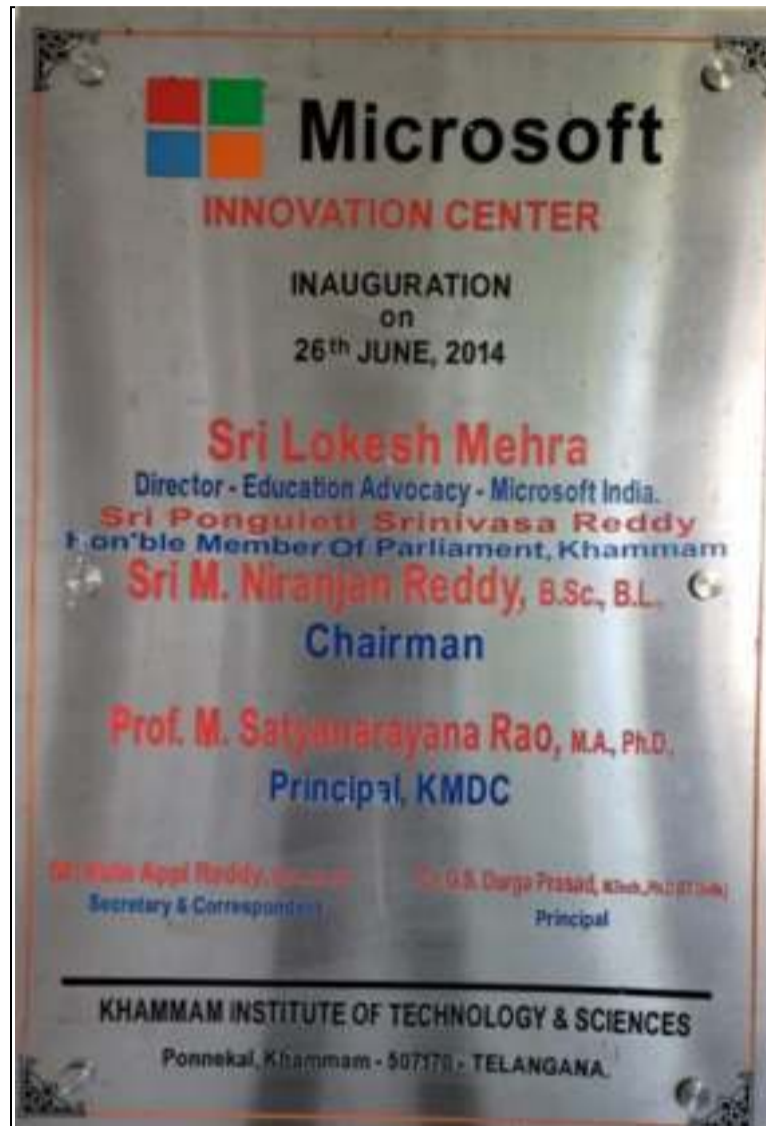 Microsoft
INNOVATION CENTER
INAUGURATION
on
26th JUNE, 2014
Sri Lokesh Mehra
Director - Education Advocacy - Microsoft India.
Sri Ponguleti Srinivasa Reddy
Hon'ble Member Of Parliament, Khammam
Sri M. Niranjan Reddy, B.Sc., B.L.
Chairman
Prof. M. Satyanarayana Rao, M.A., Ph.D.
Principal, KMDC
Appi Reddy, G.S. Durga Prasad,
Secretary & Correspondent Principal
KHAMMAM INSTITUTE OF TECHNOLOGY & SCIENCES
Ponnekal, Khammam - 507170 - TELANGANA.